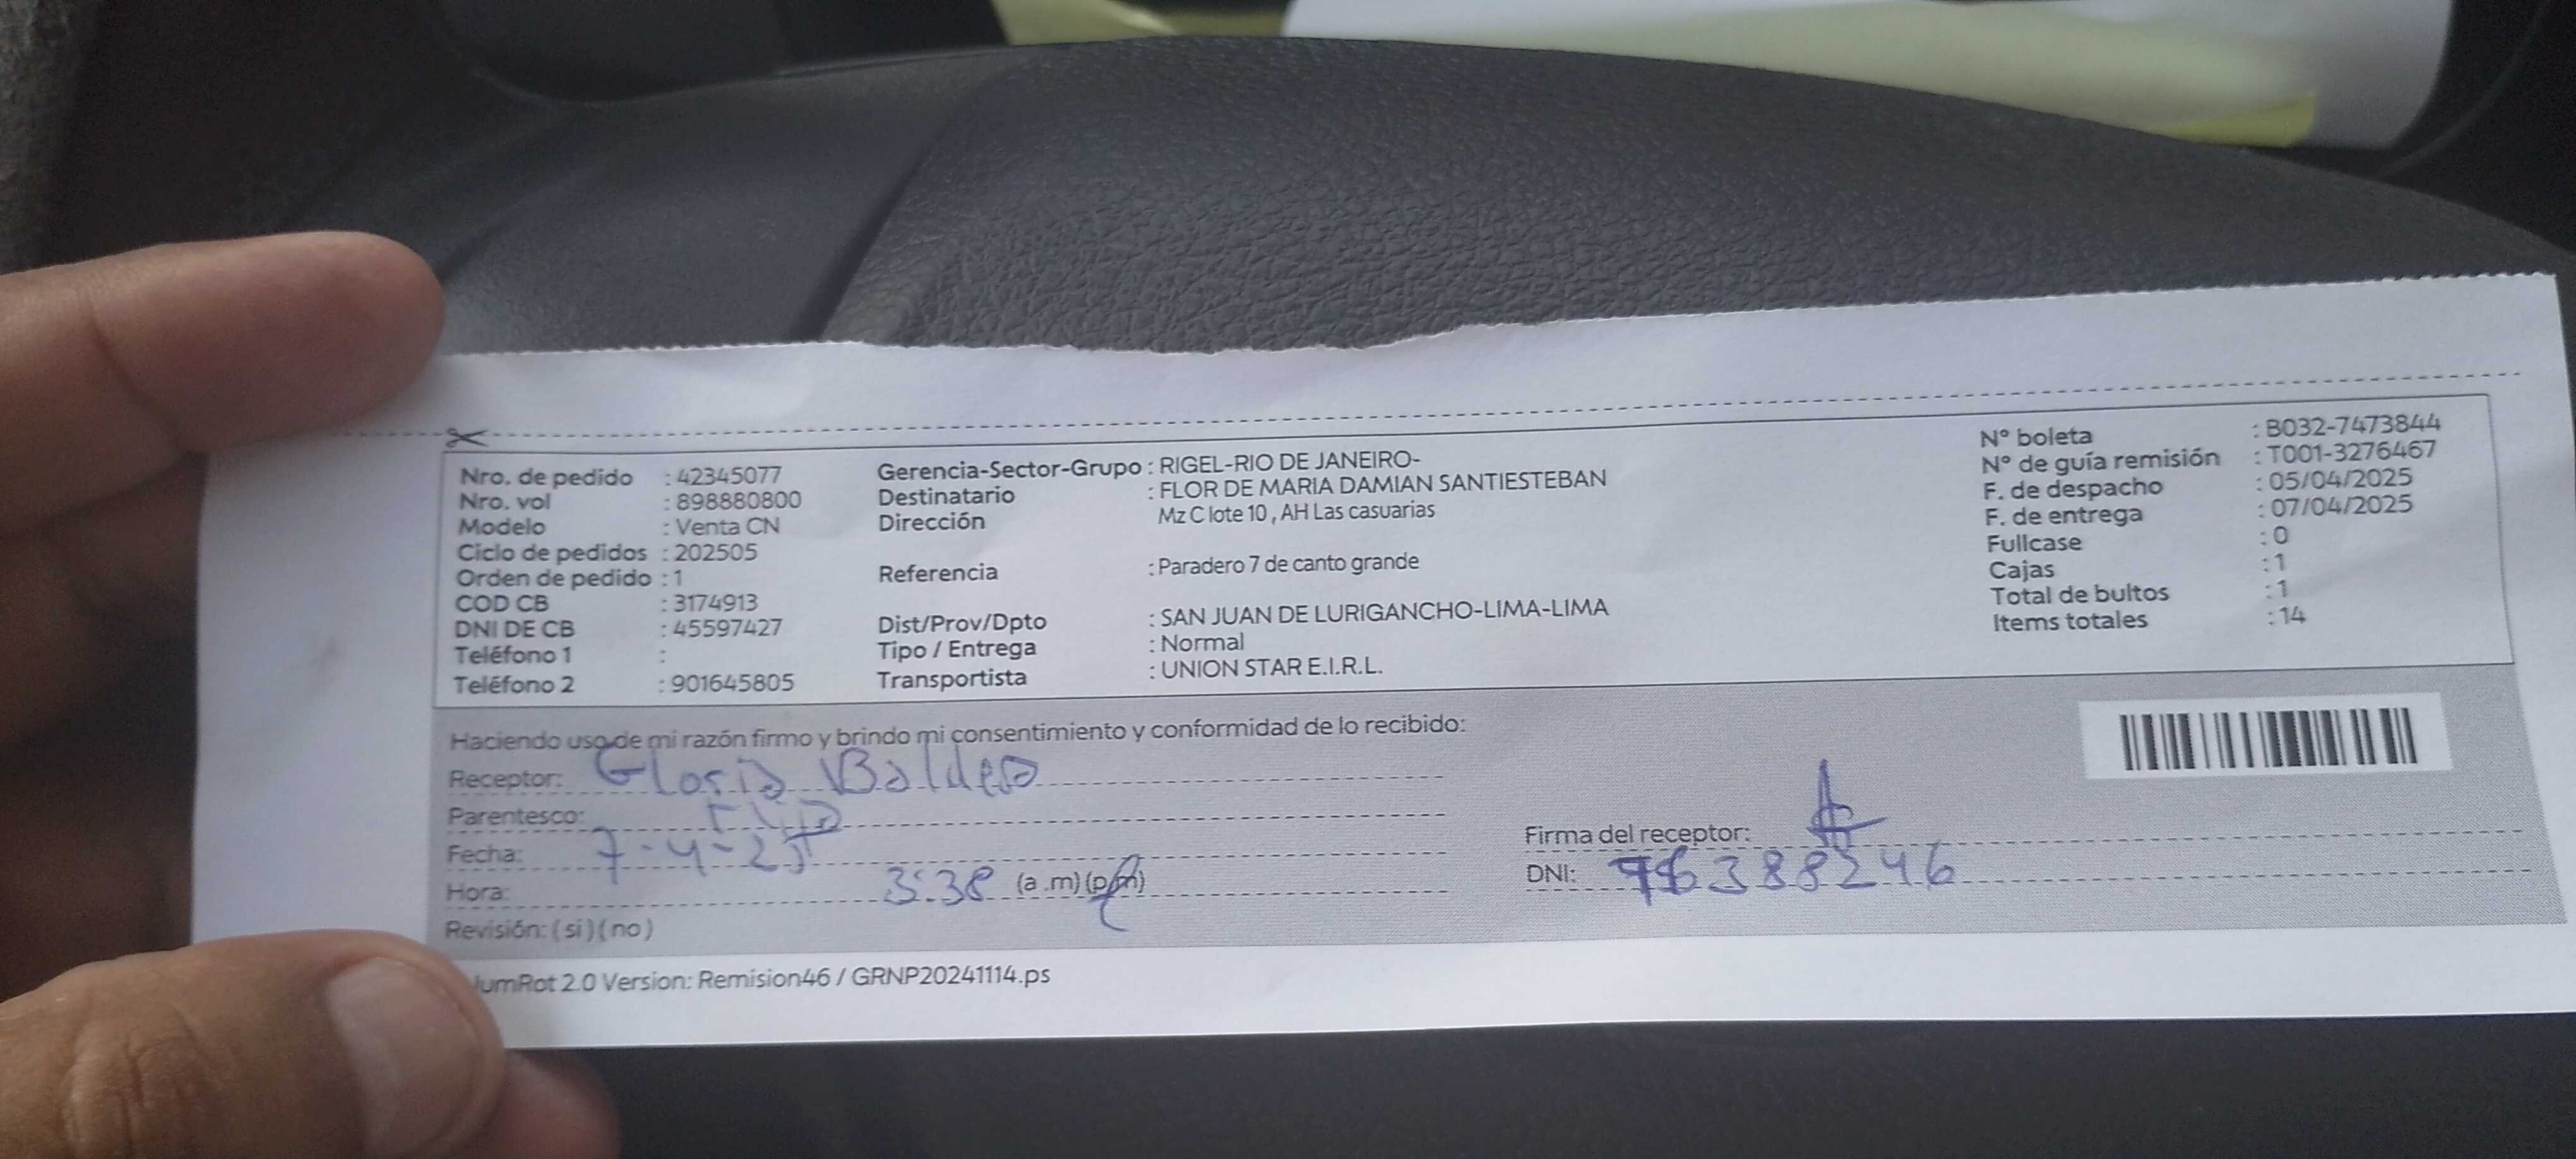 Nro. de pedido : 42345077
Nro. vol : 898880800
Modelo : Venta CN
Ciclo de pedidos : 202505
Orden de pedido : 1
COD CB : 3174913
DNI DE CB : 45597427
Teléfono 1 :
Teléfono 2 : 901645805
Gerencia-Sector-Grupo : RIGEL-RIO DE JANEIRO-
Destinatario : FLOR DE MARIA DAMIAN SANTIESTEBAN
Dirección Mz C lote 10 , AH Las casuarias
Referencia : Paradero 7 de canto grande
Dist/Prov/Dpto : SAN JUAN DE LURIGANCHO-LIMA-LIMA
Tipo / Entrega : Normal
Transportista : UNION STAR E.I.R.L.
N° boleta : B032-7473844
N° de guía remisión : T001-3276467
F. de despacho : 05/04/2025
F. de entrega : 07/04/2025
Fullcase : 0
Cajas : 1
Total de bultos : 1
Items totales : 14
Haciendo uso de mi razón firmo y brindo mi consentimiento y conformidad de lo recibido:
Receptor: Gloria
Parentesco:
Fecha: 7-4-25
Hora: 3:38 (a .m) (p.m)
Revisión: ( si ) ( no )
Firma del receptor:
DNI:
umRot 2.0 Version: Remision46 / GRNP20241114.ps